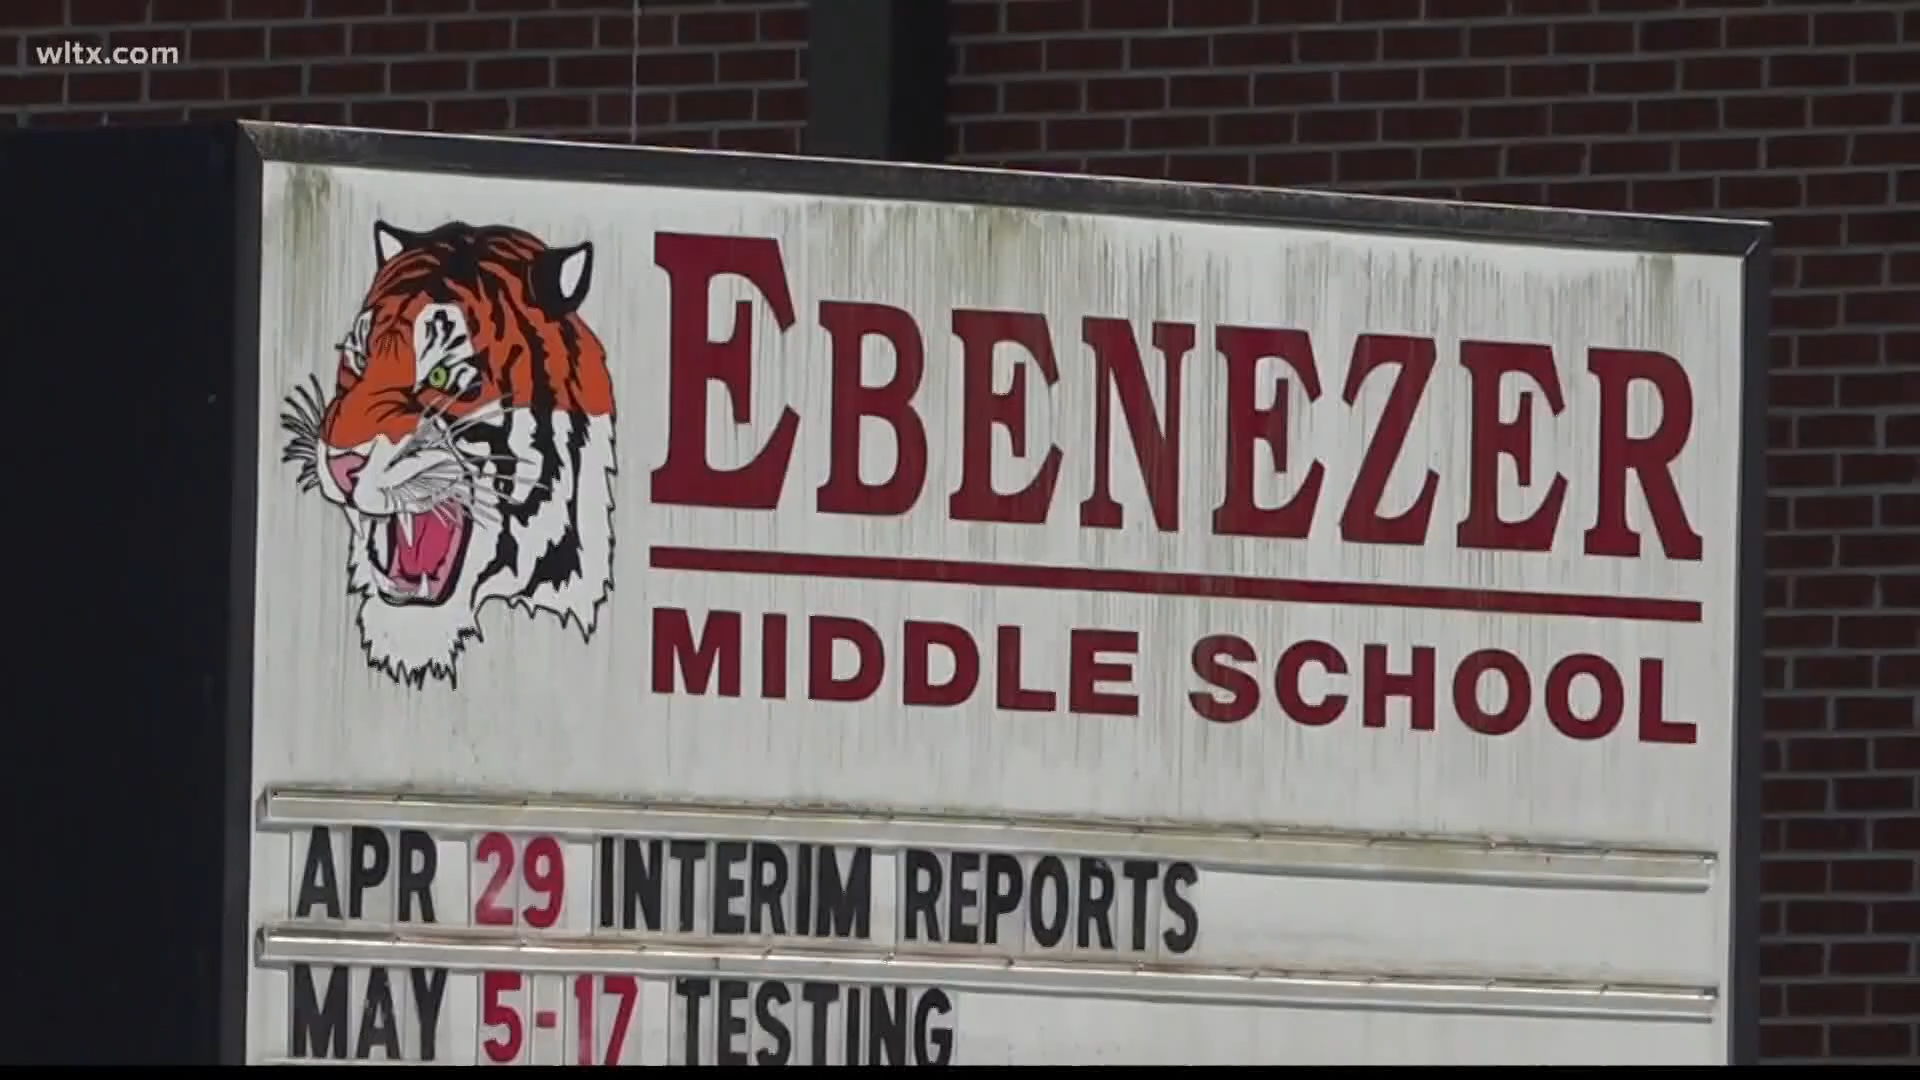 wltx.com
EBENEZER
MIDDLE SCHOOL
APR 29 INTERIM REPORTS
MAY 5-17 TESTING